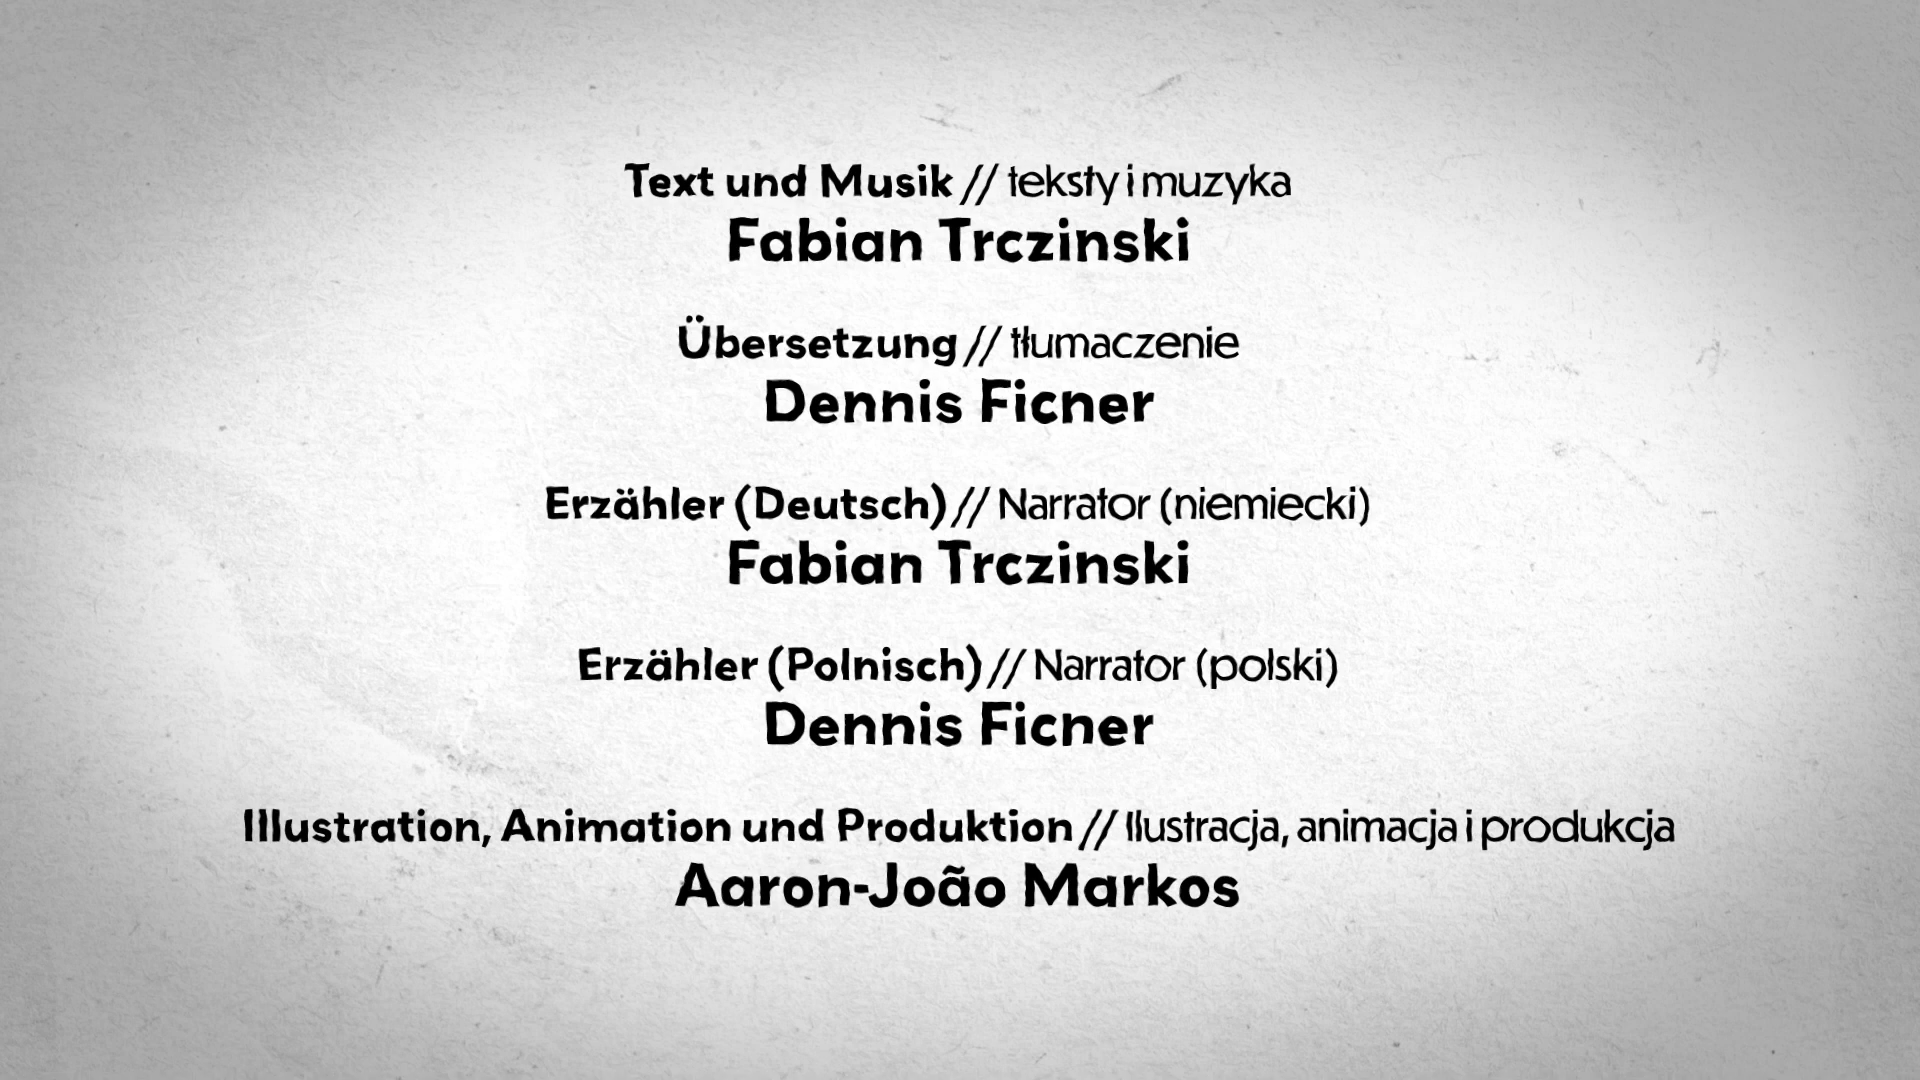 Text und Musik // teksty i muzyka
Fabian Trczinski
Übersetzung // tłumaczenie
Dennis Ficner
Erzähler (Deutsch) // Narrator (niemiecki)
Fabian Trczinski
Erzähler (Polnisch) // Narrator (polski)
Dennis Ficner
Illustration, Animation und Produktion // Ilustracja, animacja i produkcja
Aaron-João Markos